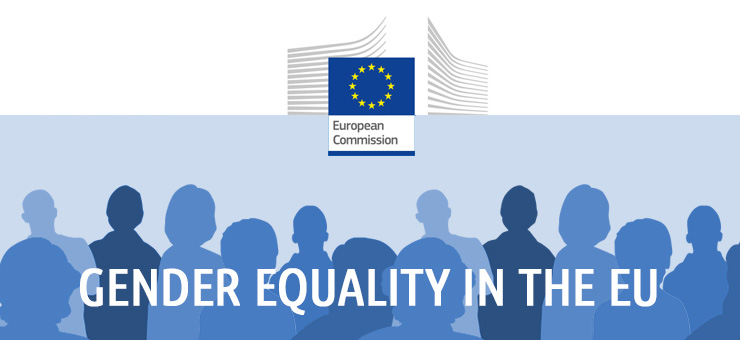 European
Commission
GENDER EQUALITY IN THE EU